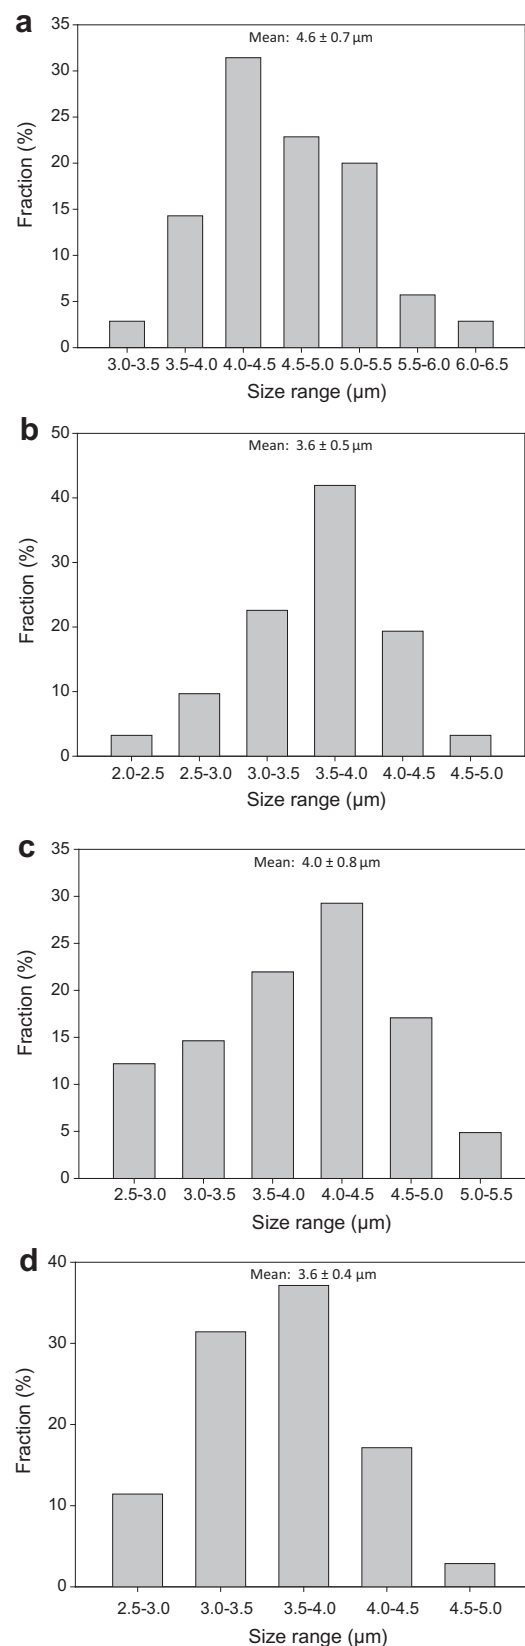 a
Mean: 4.6 ± 0.7 µm
35
30
25
20
15
10
5
0
Fraction (%)
3.0-3.5 3.5-4.0 4.0-4.5 4.5-5.0 5.0-5.5 5.5-6.0 6.0-6.5
Size range (µm)
b
Mean: 3.6 ± 0.5 µm
50
40
30
20
10
0
Fraction (%)
2.0-2.5 2.5-3.0 3.0-3.5 3.5-4.0 4.0-4.5 4.5-5.0
Size range (µm)
c
Mean: 4.0 ± 0.8 µm
35
30
25
20
15
10
5
0
Fraction (%)
2.5-3.0 3.0-3.5 3.5-4.0 4.0-4.5 4.5-5.0 5.0-5.5
Size range (µm)
d
Mean: 3.6 ± 0.4 µm
40
30
20
10
0
Fraction (%)
2.5-3.0 3.0-3.5 3.5-4.0 4.0-4.5 4.5-5.0
Size range (µm)